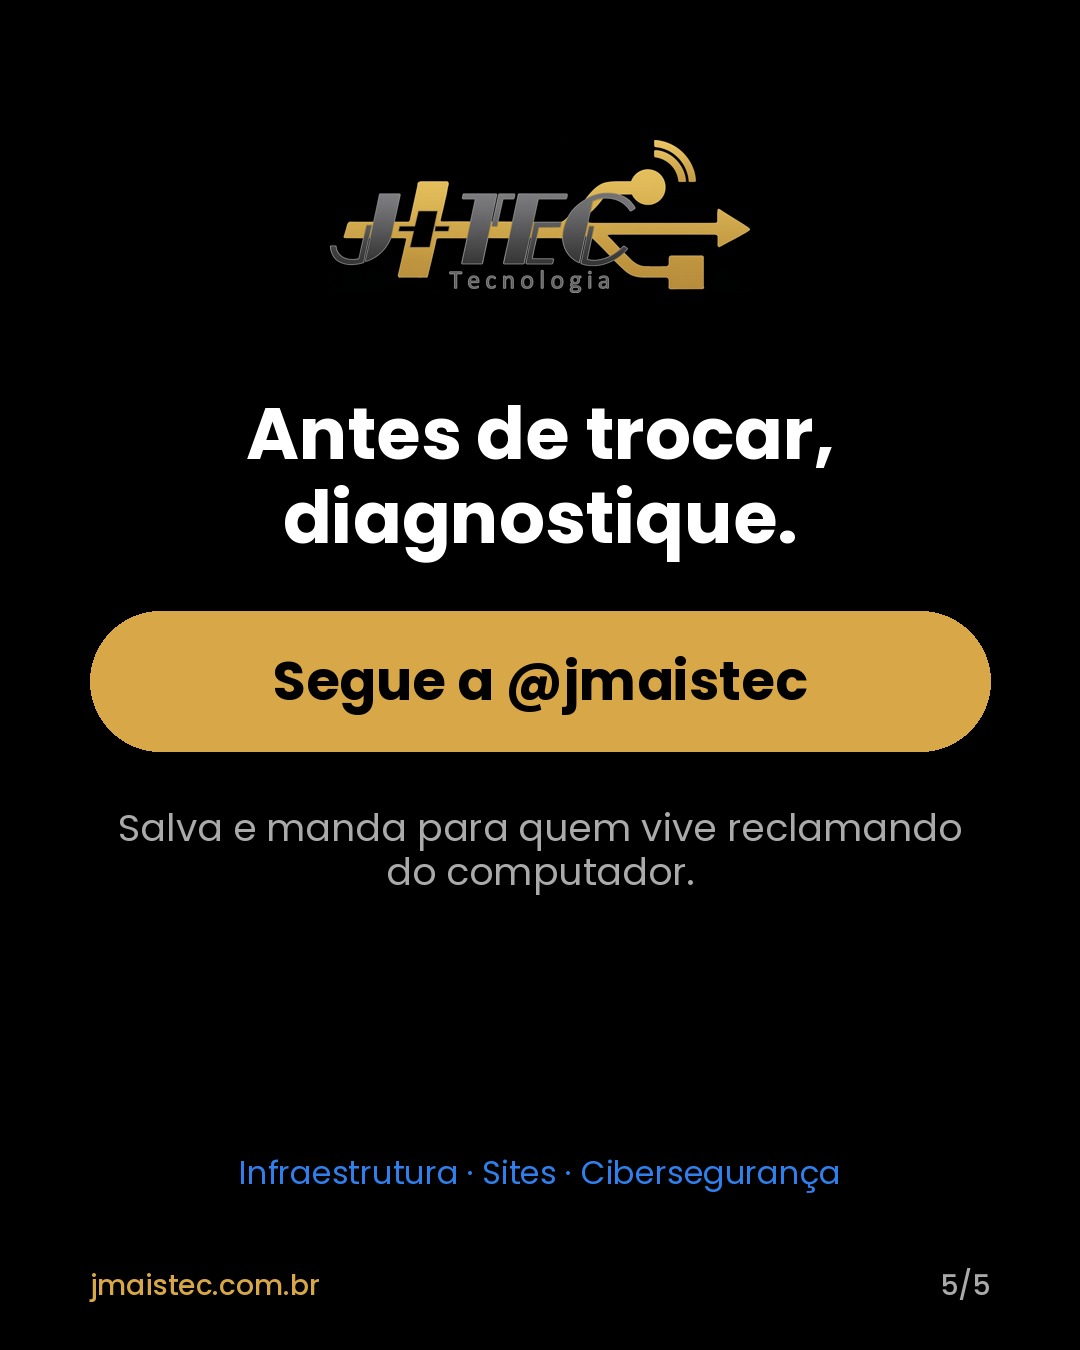 J+TEC
Tecnologia
Antes de trocar,
diagnostique.
Segue a @jmaistec
Salva e manda para quem vive reclamando
do computador.
Infraestrutura · Sites · Cibersegurança
jmaistec.com.br
5/5